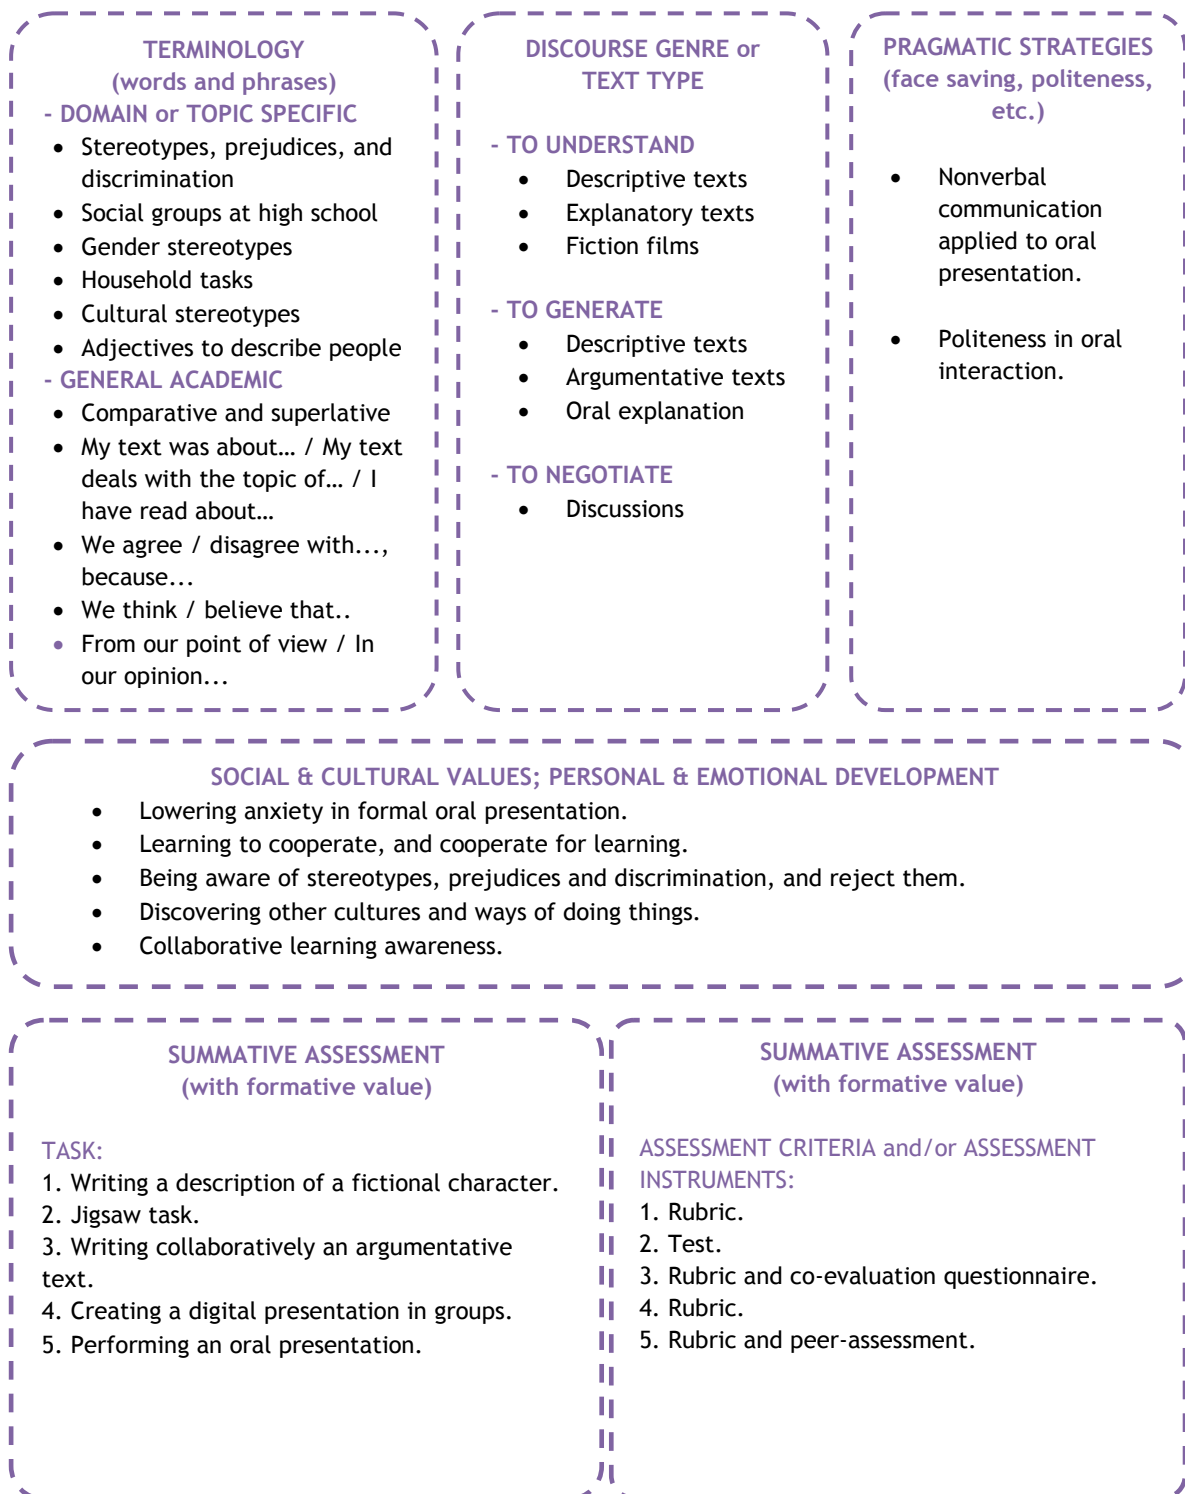 TERMINOLOGY
(words and phrases)
- DOMAIN or TOPIC SPECIFIC
• Stereotypes, prejudices, and
discrimination
• Social groups at high school
• Gender stereotypes
• Household tasks
• Cultural stereotypes
• Adjectives to describe people
- GENERAL ACADEMIC
• Comparative and superlative
• My text was about… / My text
deals with the topic of… / I
have read about…
• We agree / disagree with...,
because...
• We think / believe that..
• From our point of view / In
our opinion...
DISCOURSE GENRE or
TEXT TYPE
- TO UNDERSTAND
• Descriptive texts
• Explanatory texts
• Fiction films
- TO GENERATE
• Descriptive texts
• Argumentative texts
• Oral explanation
- TO NEGOTIATE
• Discussions
PRAGMATIC STRATEGIES
(face saving, politeness,
etc.)
• Nonverbal
communication
applied to oral
presentation.
• Politeness in oral
interaction.
SOCIAL & CULTURAL VALUES; PERSONAL & EMOTIONAL DEVELOPMENT
• Lowering anxiety in formal oral presentation.
• Learning to cooperate, and cooperate for learning.
• Being aware of stereotypes, prejudices and discrimination, and reject them.
• Discovering other cultures and ways of doing things.
• Collaborative learning awareness.
SUMMATIVE ASSESSMENT
(with formative value)
TASK:
1. Writing a description of a fictional character.
2. Jigsaw task.
3. Writing collaboratively an argumentative
text.
4. Creating a digital presentation in groups.
5. Performing an oral presentation.
SUMMATIVE ASSESSMENT
(with formative value)
ASSESSMENT CRITERIA and/or ASSESSMENT
INSTRUMENTS:
1. Rubric.
2. Test.
3. Rubric and co-evaluation questionnaire.
4. Rubric.
5. Rubric and peer-assessment.